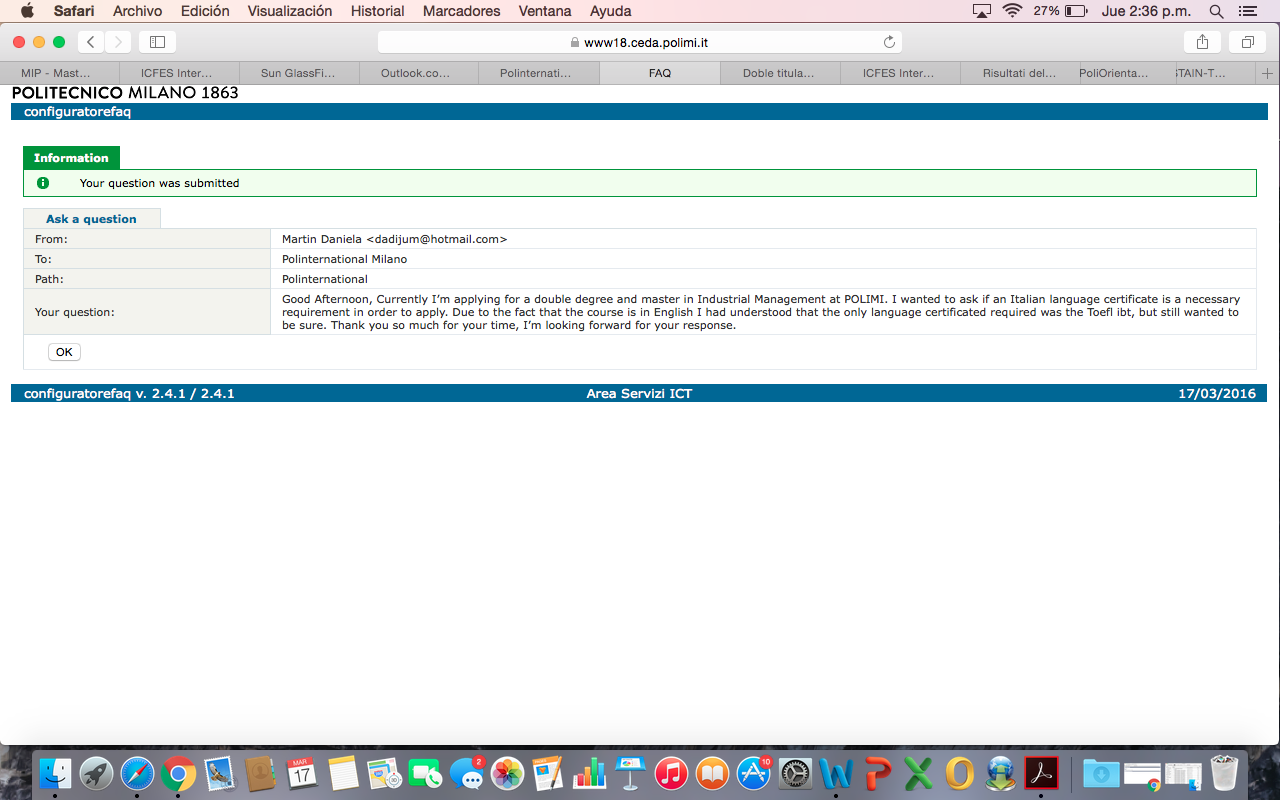 Safari Archivo Edición Visualización Historial Marcadores Ventana Ayuda 27% Jue 2:36 p.m.
www18.ceda.polimi.it
MIP - Mast... ICFES Inter... Sun GlassFi... Outlook.co... Polinternati... FAQ Doble titula... ICFES Inter... Risultati del... PoliOrienta... STAIN-T...
POLITECNICO MILANO 1863
configuratorefaq
Information
Your question was submitted
Ask a question
From: Martin Daniela <dadijum@hotmail.com>
To: Polinternational Milano
Path: Polinternational
Your question:
Good Afternoon, Currently I’m applying for a double degree and master in Industrial Management at POLIMI. I wanted to ask if an Italian language certificate is a necessary
requirement in order to apply. Due to the fact that the course is in English I had understood that the only language certificated required was the Toefl ibt, but still wanted to
be sure. Thank you so much for your time, I’m looking forward for your response.
OK
configuratorefaq v. 2.4.1 / 2.4.1 Area Servizi ICT 17/03/2016
MAR
17
2
10